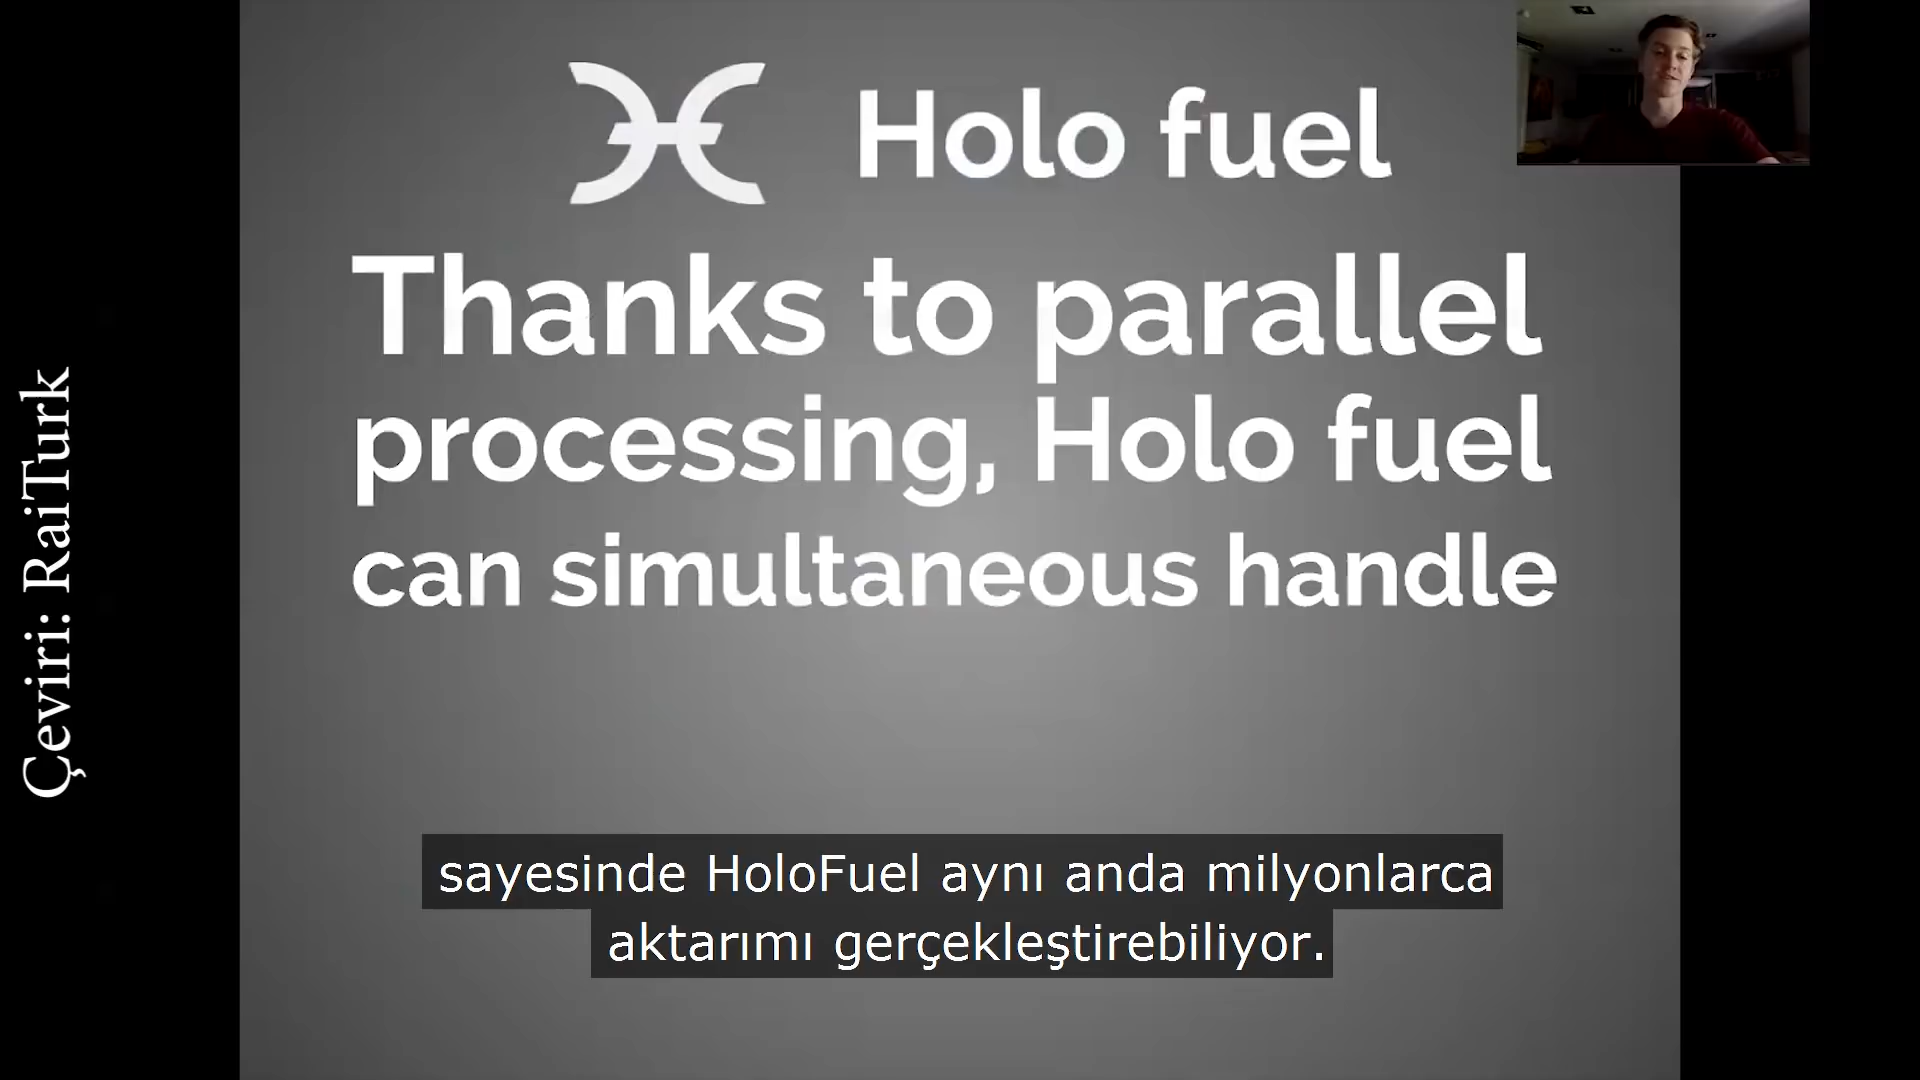 Holo fuel
Thanks to parallel
processing, Holo fuel
can simultaneous handle
Çeviri: RaiTurk
sayesinde HoloFuel aynı anda milyonlarca
aktarımı gerçekleştirebiliyor.